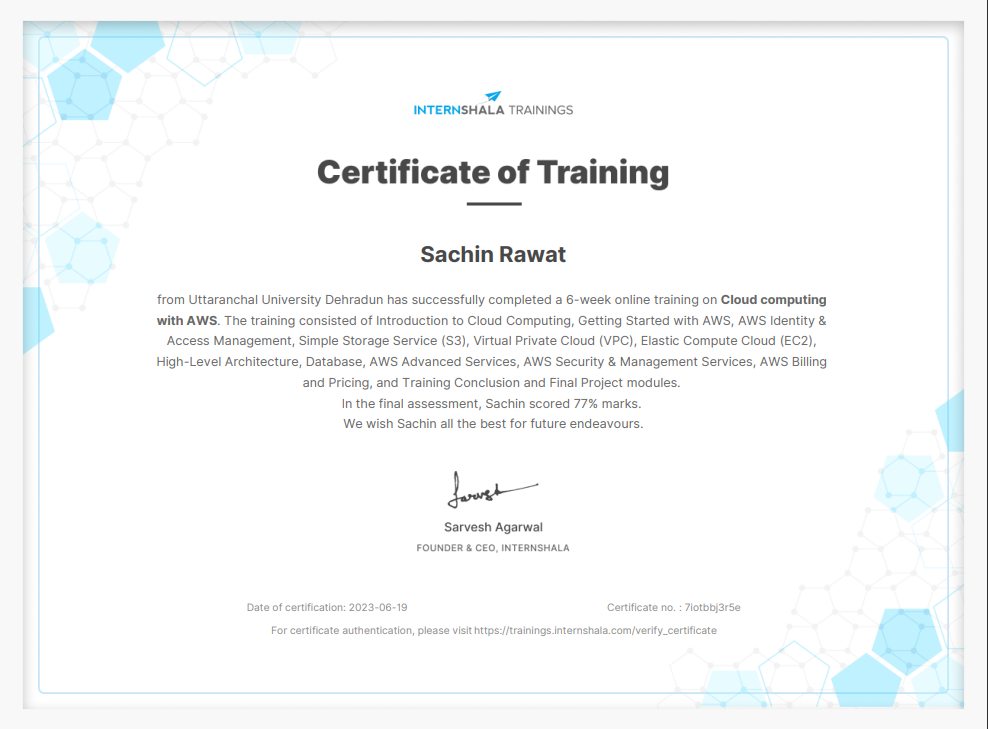 INTERNSHALA TRAININGS
Certificate of Training
Sachin Rawat
from Uttaranchal University Dehradun has successfully completed a 6-week online training on Cloud computing
with AWS. The training consisted of Introduction to Cloud Computing, Getting Started with AWS, AWS Identity &
Access Management, Simple Storage Service (S3), Virtual Private Cloud (VPC), Elastic Compute Cloud (EC2),
High-Level Architecture, Database, AWS Advanced Services, AWS Security & Management Services, AWS Billing
and Pricing, and Training Conclusion and Final Project modules.
In the final assessment, Sachin scored 77% marks.
We wish Sachin all the best for future endeavours.
Sarvesh
Sarvesh Agarwal
FOUNDER & CEO, INTERNSHALA
Date of certification: 2023-06-19 Certificate no. : 7iotbbj3r5e
For certificate authentication, please visit https://trainings.internshala.com/verify_certificate